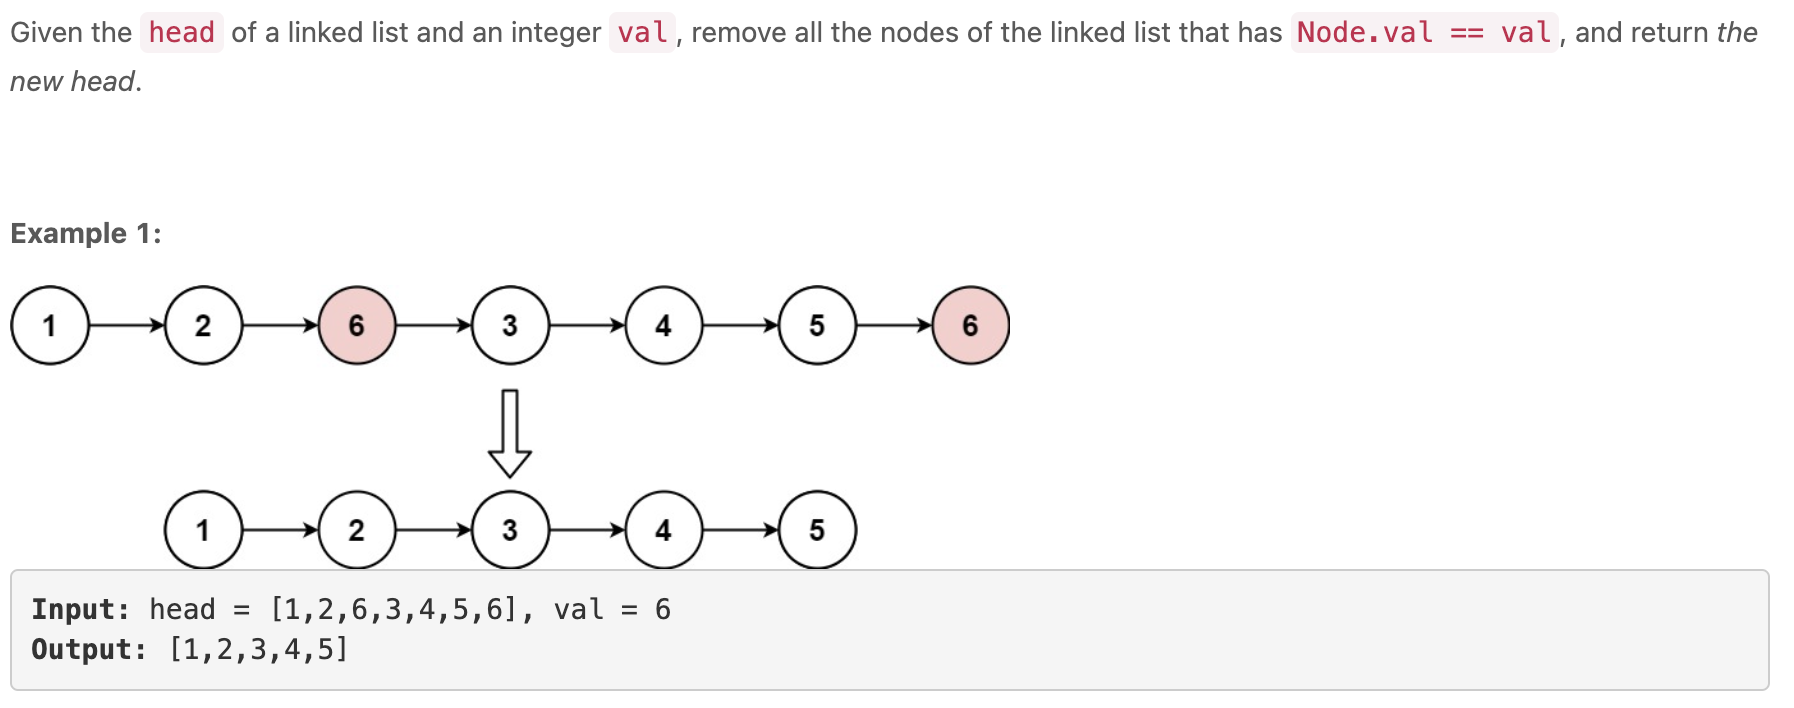 Given the head of a linked list and an integer val, remove all the nodes of the linked list that has Node.val == val, and return the
new head.
Example 1:
1 2 6 3 4 5 6
1 2 3 4 5
Input: head = [1,2,6,3,4,5,6], val = 6
Output: [1,2,3,4,5]